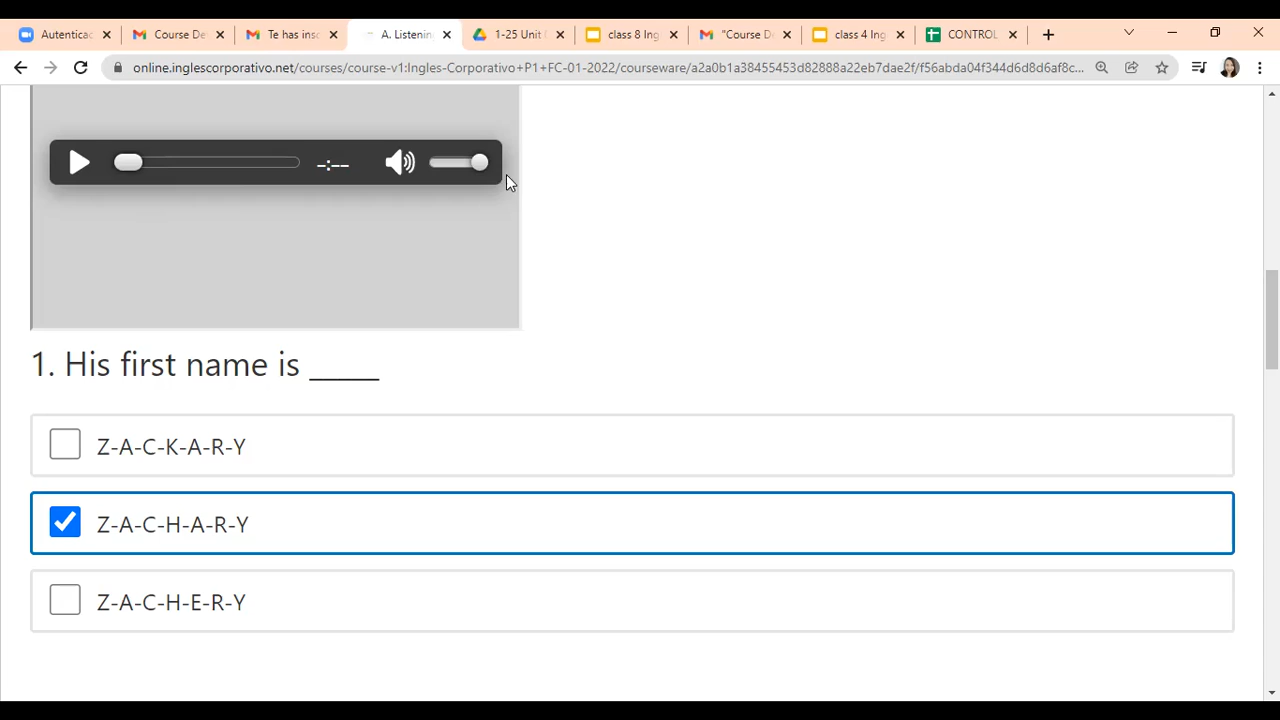 Autenticac
Course De
Te has insc
A. Listenin
1-25 Unit
class 8 Ing
"Course De
class 4 Ing
CONTROL
online.inglescorporativo.net/courses/course-v1:Ingles-Corporativo+P1+FC-01-2022/courseware/a2a0b1a38455453d82888a22eb7dae2f/f56abda04f344d6d8d6af8c...
-:--
1. His first name is _____
Z-A-C-K-A-R-Y
Z-A-C-H-A-R-Y
Z-A-C-H-E-R-Y